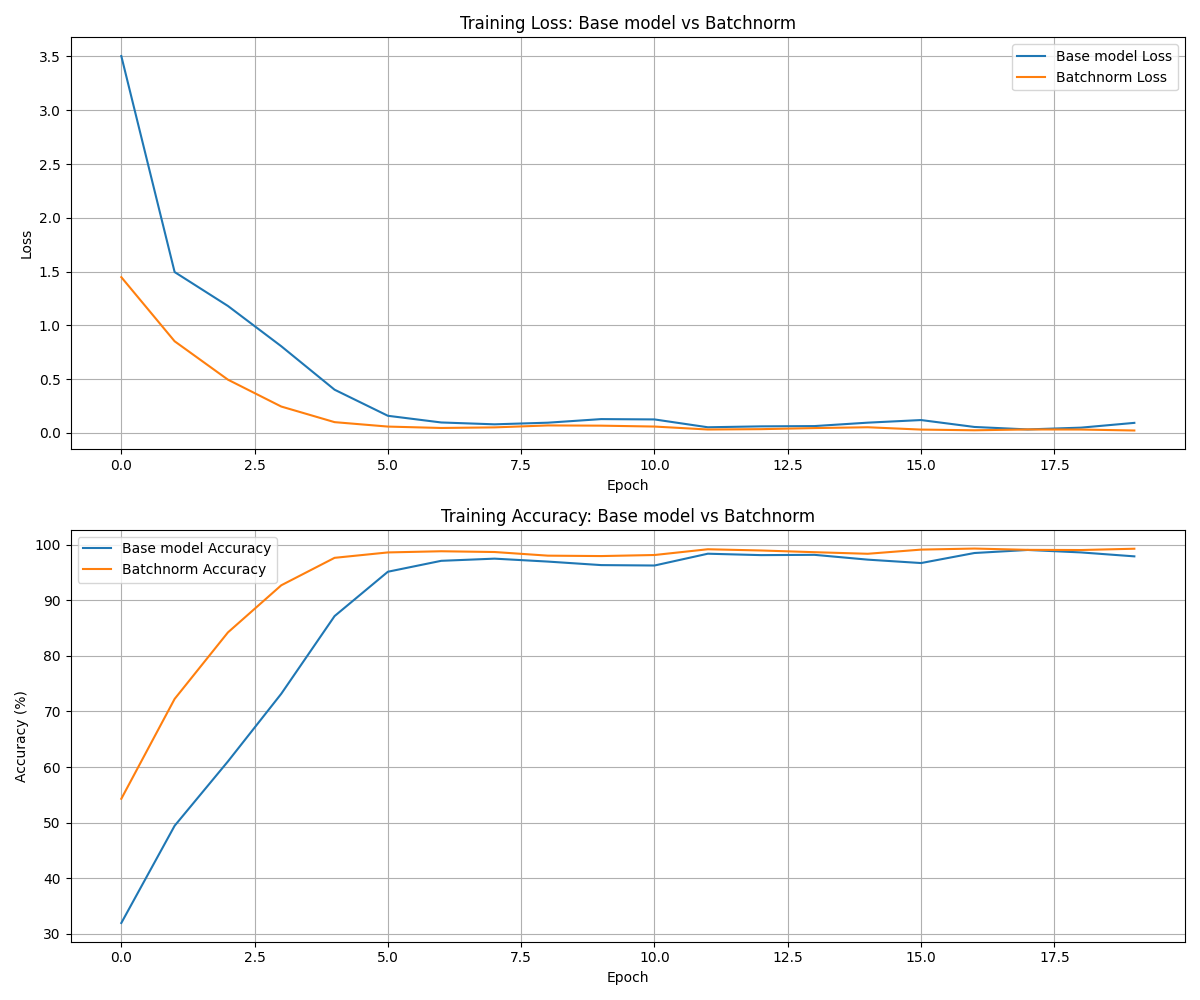 Training Loss: Base model vs Batchnorm
3.5
3.0
2.5
2.0
1.5
1.0
0.5
0.0
Loss
Base model Loss
Batchnorm Loss
0.0 2.5 5.0 7.5 10.0 12.5 15.0 17.5
Epoch
Training Accuracy: Base model vs Batchnorm
100
90
80
70
60
50
40
30
Accuracy (%)
Base model Accuracy
Batchnorm Accuracy
0.0 2.5 5.0 7.5 10.0 12.5 15.0 17.5
Epoch